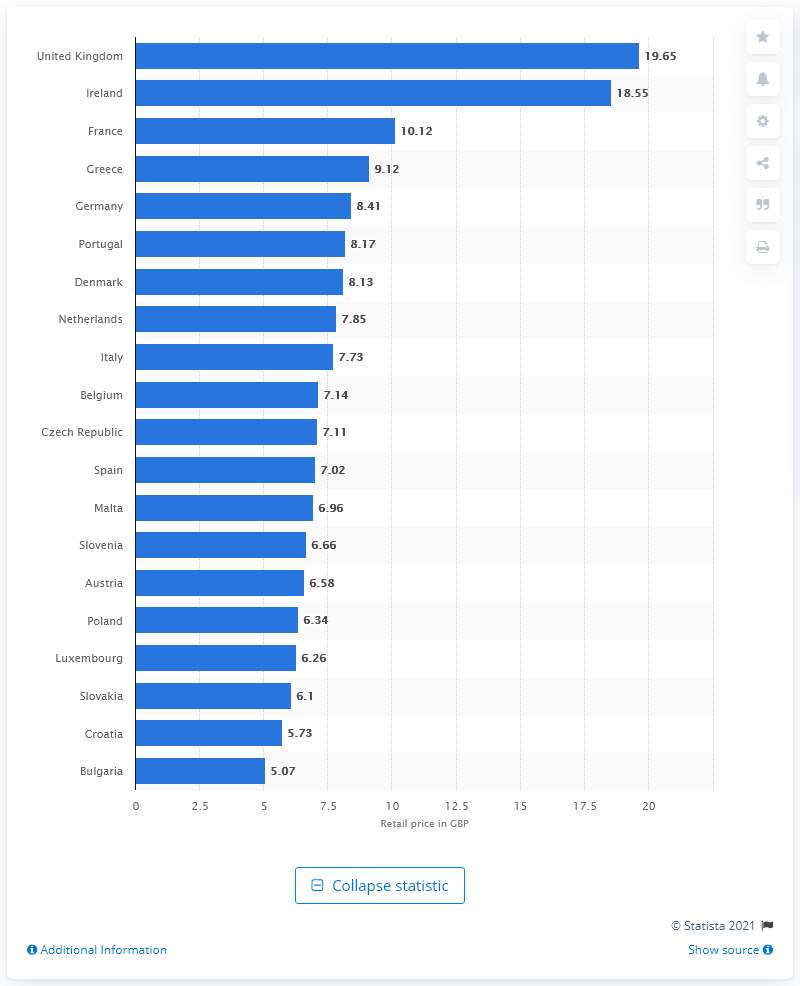 United Kingdom 19.65
Ireland 18.55
France 10.12
Greece 9.12
Germany 8.41
Portugal 8.17
Denmark 8.13
Netherlands 7.85
Italy 7.73
Belgium 7.14
Czech Republic 7.11
Spain 7.02
Malta 6.96
Slovenia 6.66
Austria 6.58
Poland 6.34
Luxembourg 6.26
Slovakia 6.1
Croatia 5.73
Bulgaria 5.07
0 2.5 5 7.5 10 12.5 15 17.5 20
Retail price in GBP
Collapse statistic
© Statista 2021
Additional Information Show source